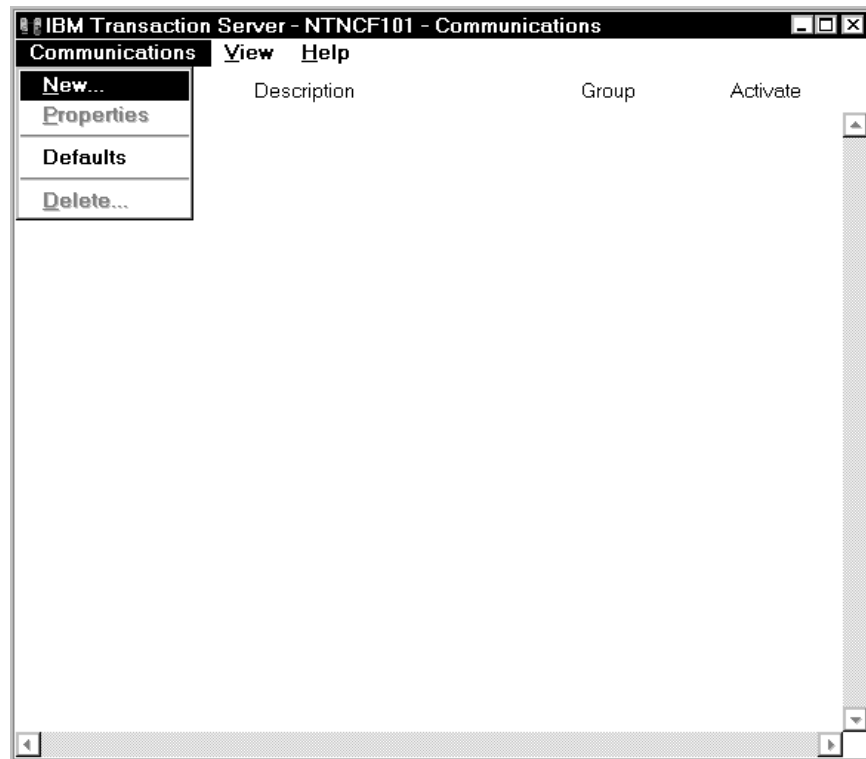 IBM Transaction Server - NTNCF101 - Communications
Communications View Help
New...
Description Group Activate
Properties
Defaults
Delete...